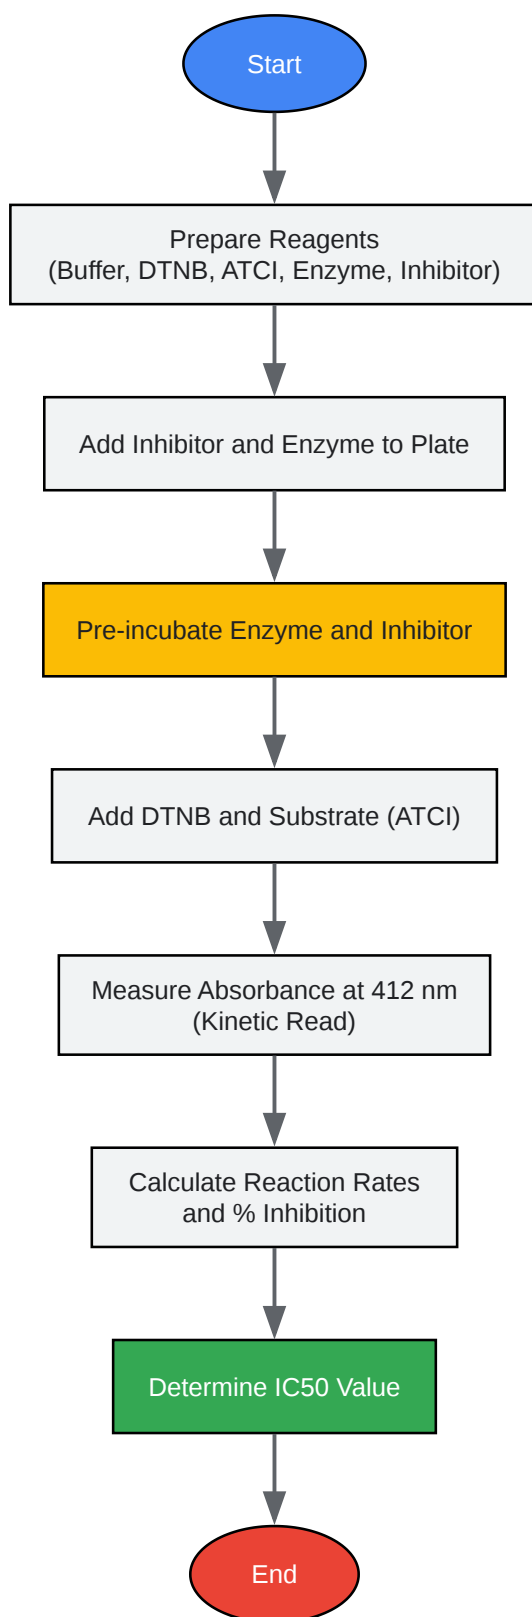 Start
Prepare Reagents
(Buffer, DTNB, ATCI, Enzyme, Inhibitor)
Add Inhibitor and Enzyme to Plate
Pre-incubate Enzyme and Inhibitor
Add DTNB and Substrate (ATCI)
Measure Absorbance at 412 nm
(Kinetic Read)
Calculate Reaction Rates
and % Inhibition
Determine IC50 Value
End